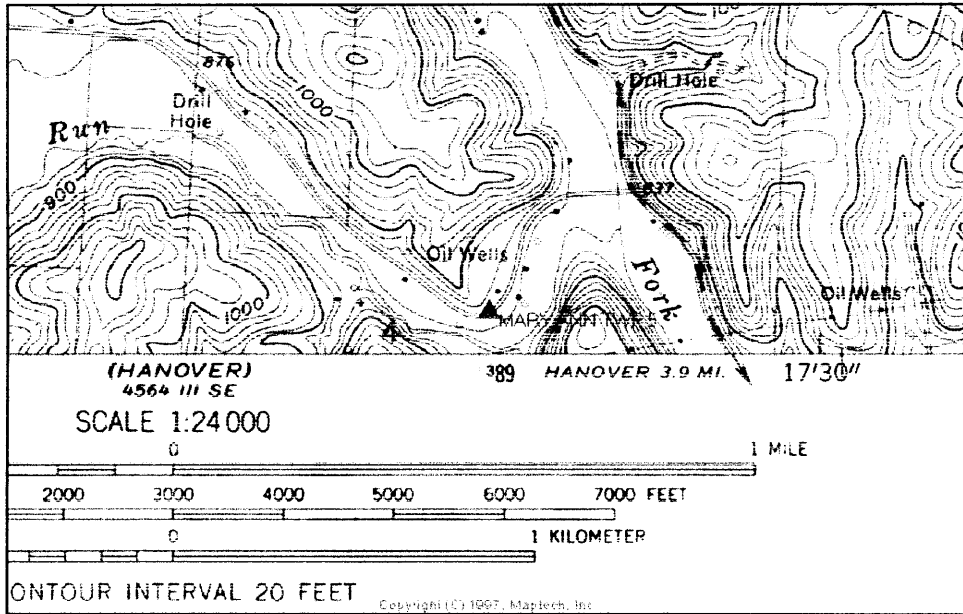 876
Drill
Hole
Run
900
1000
1000
Drill Hole
877
Oil Wells
Fork
Oil Wells
4
(HANOVER)
4564 III SE
³89
HANOVER 3.9 MI.
17'30"
SCALE 1:24 000
0
1 MILE
2000
3000
4000
5000
6000
7000 FEET
0
1 KILOMETER
ONTOUR INTERVAL 20 FEET
Copyright (C) 1997, Maptech, Inc